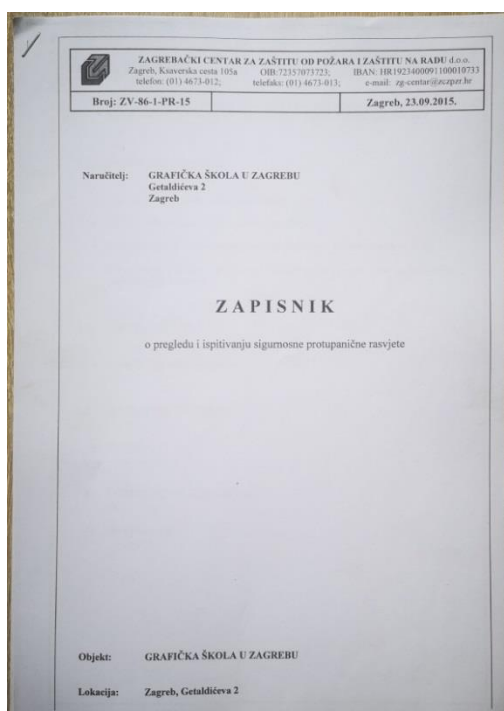 ZAGREBAČKI CENTAR ZA ZAŠTITU OD POŽARA I ZAŠTITU NA RADU d.o.o.
Zagreb, Ksaverska cesta 105a OIB:72357073723; IBAN: HR1923400091100010733
telefon: (01) 4673-012; telefaks: (01) 4673-013; e-mail: zg-centar@zczpzr.hr
Broj: ZV-86-1-PR-15 Zagreb, 23.09.2015.
Naručitelj: GRAFIČKA ŠKOLA U ZAGREBU
Getaldićeva 2
Zagreb
ZAPISNIK
o pregledu i ispitivanju sigurnosne protupanične rasvjete
Objekt: GRAFIČKA ŠKOLA U ZAGREBU
Lokacija: Zagreb, Getaldićeva 2